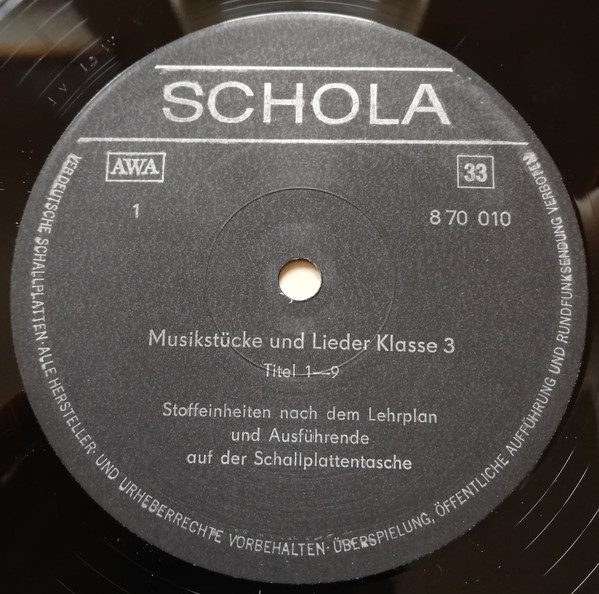 SCHOLA
AWA
33
1
8 70 010
Musikstücke und Lieder Klasse 3
Titel 1—9
Stoffeinheiten nach dem Lehrplan
und Ausführende
auf der Schallplattentasche
VEB DEUTSCHE SCHALLPLATTEN · ALLE HERSTELLER- UND URHEBERRECHTE VORBEHALTEN · ÜBERSPIELUNG, ÖFFENTLICHE AUFFÜHRUNG UND RUNDFUNKSENDUNG VERBOTEN